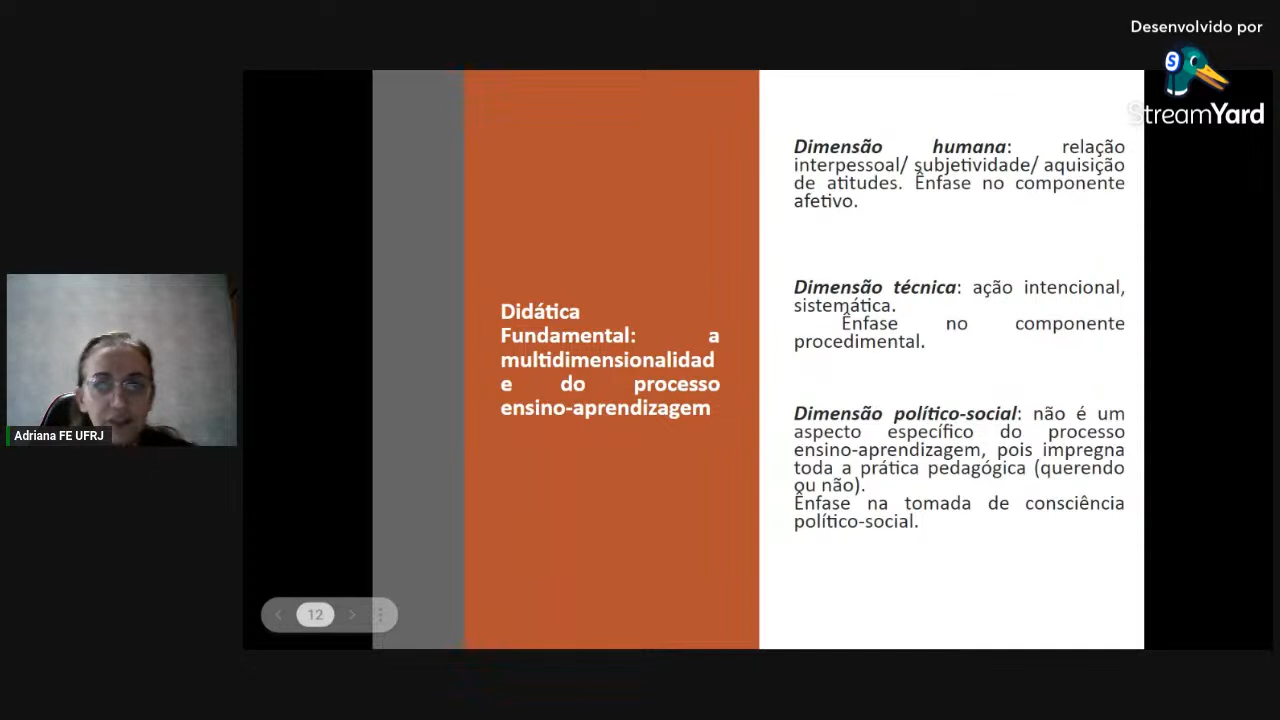 Desenvolvido por
StreamYard
Dimensão humana: relação
interpessoal/ subjetividade/ aquisição
de atitudes. Ênfase no componente
afetivo.
Dimensão técnica: ação intencional,
sistemática.
Ênfase no componente
procedimental.
Didática
Fundamental: a
multidimensionalidad
e do processo
ensino-aprendizagem
Dimensão político-social: não é um
aspecto específico do processo
ensino-aprendizagem, pois impregna
toda a prática pedagógica (querendo
ou não).
Ênfase na tomada de consciência
político-social.
Adriana FE UFRJ
12